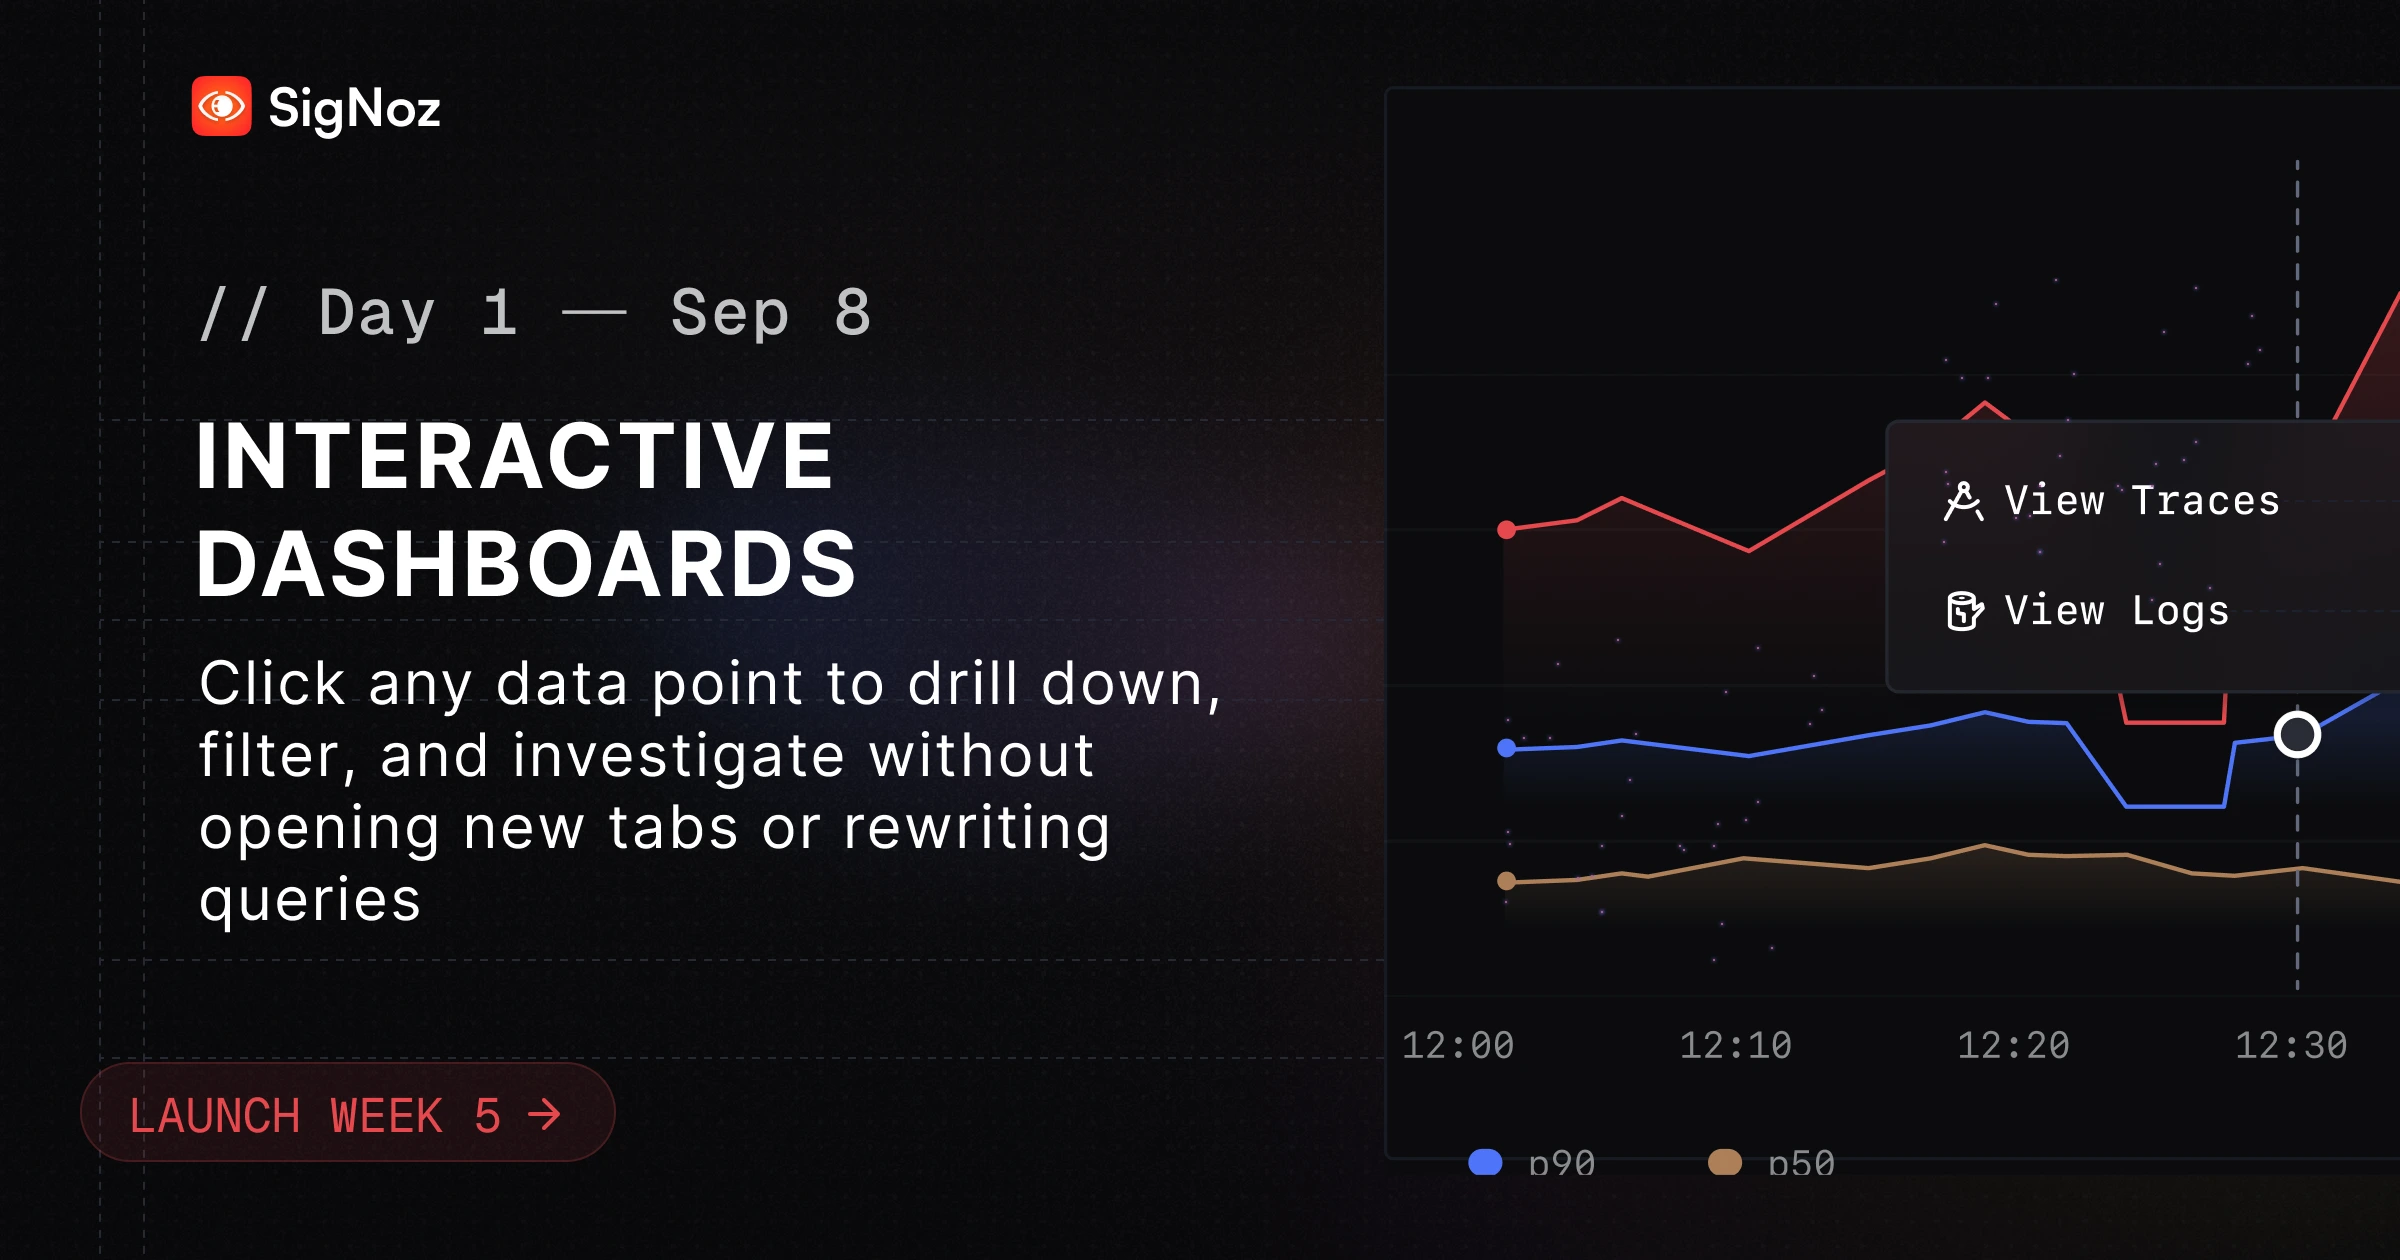 SigNoz
// Day 1 — Sep 8
INTERACTIVE
DASHBOARDS
Click any data point to drill down,
filter, and investigate without
opening new tabs or rewriting
queries
LAUNCH WEEK 5 →
View Traces
View Logs
12:00 12:10 12:20 12:30
p90 p50